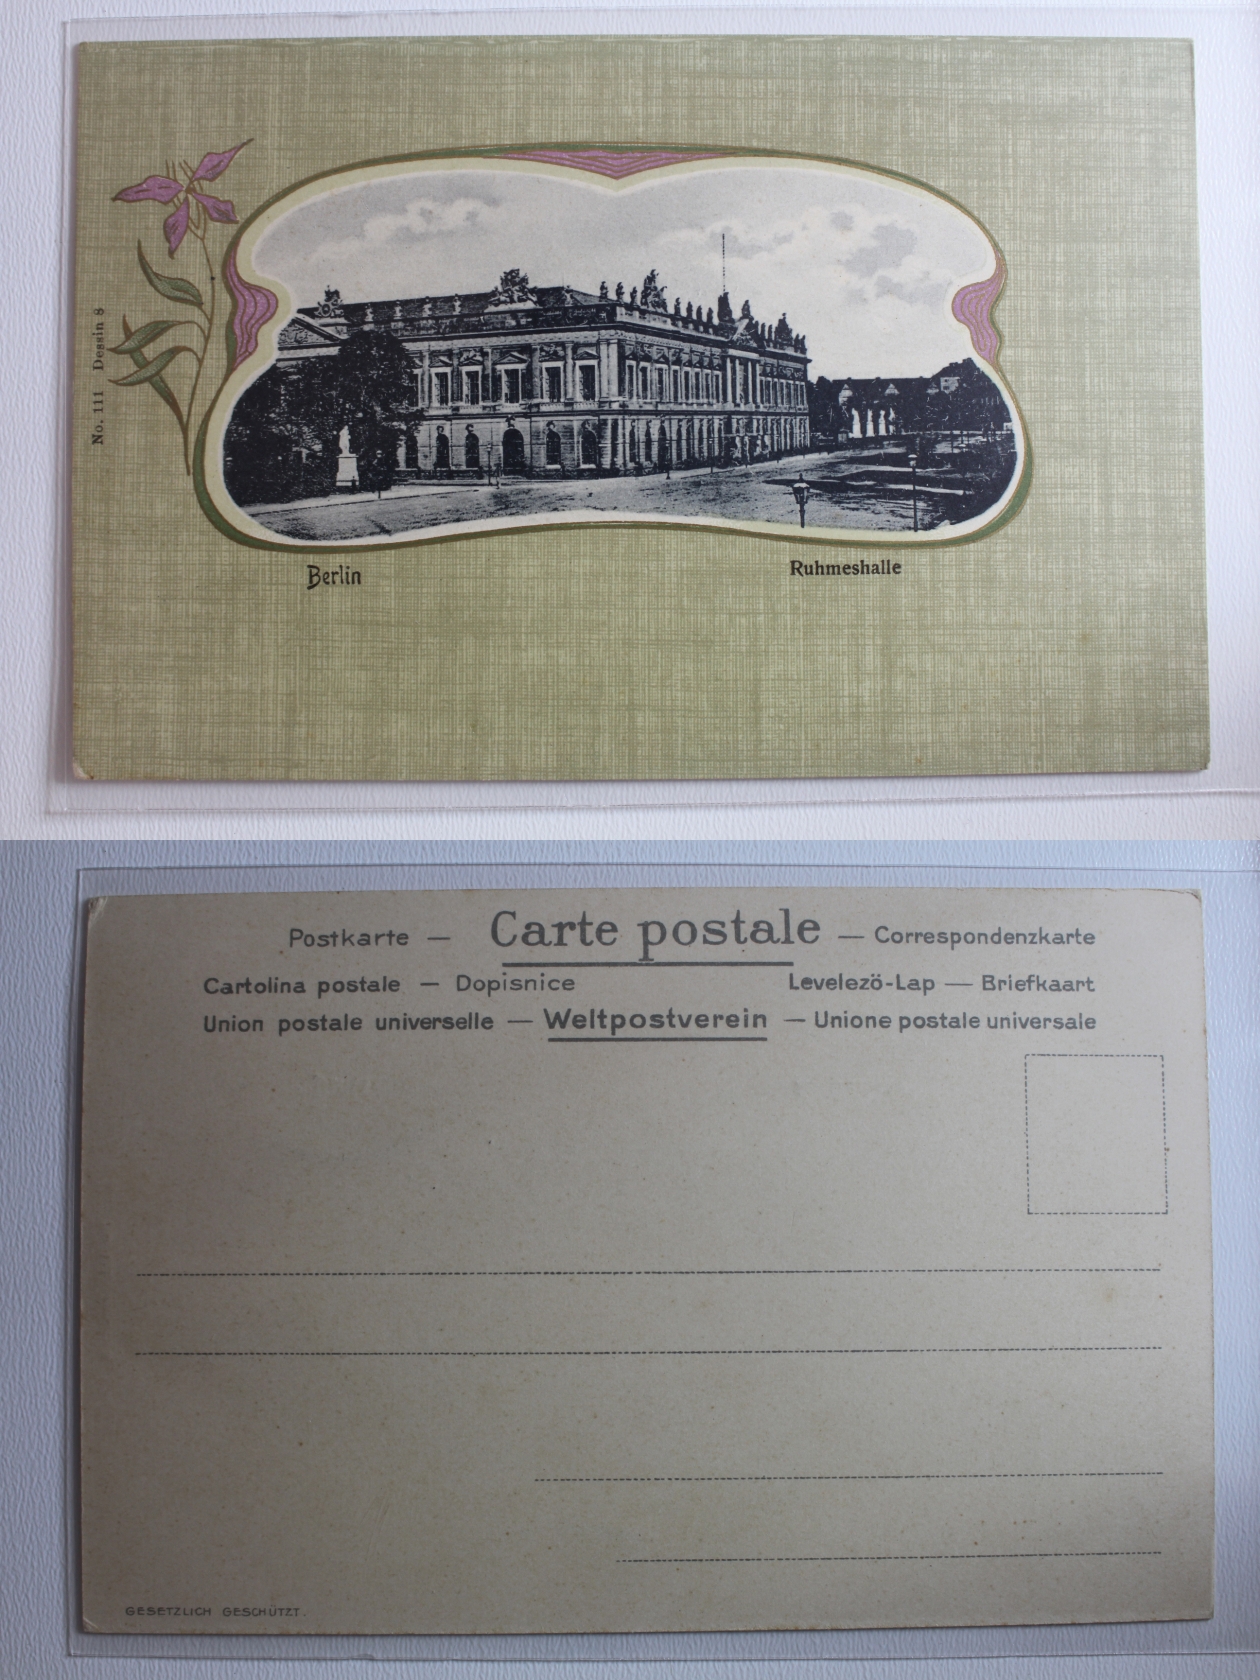 No. 111 Dessin 8
Berlin
Ruhmeshalle
Postkarte — Carte postale — Correspondenzkarte
Cartolina postale — Dopisnice Levelezö-Lap — Briefkaart
Union postale universelle — Weltpostverein — Unione postale universale
GESETZLICH GESCHÜTZT.